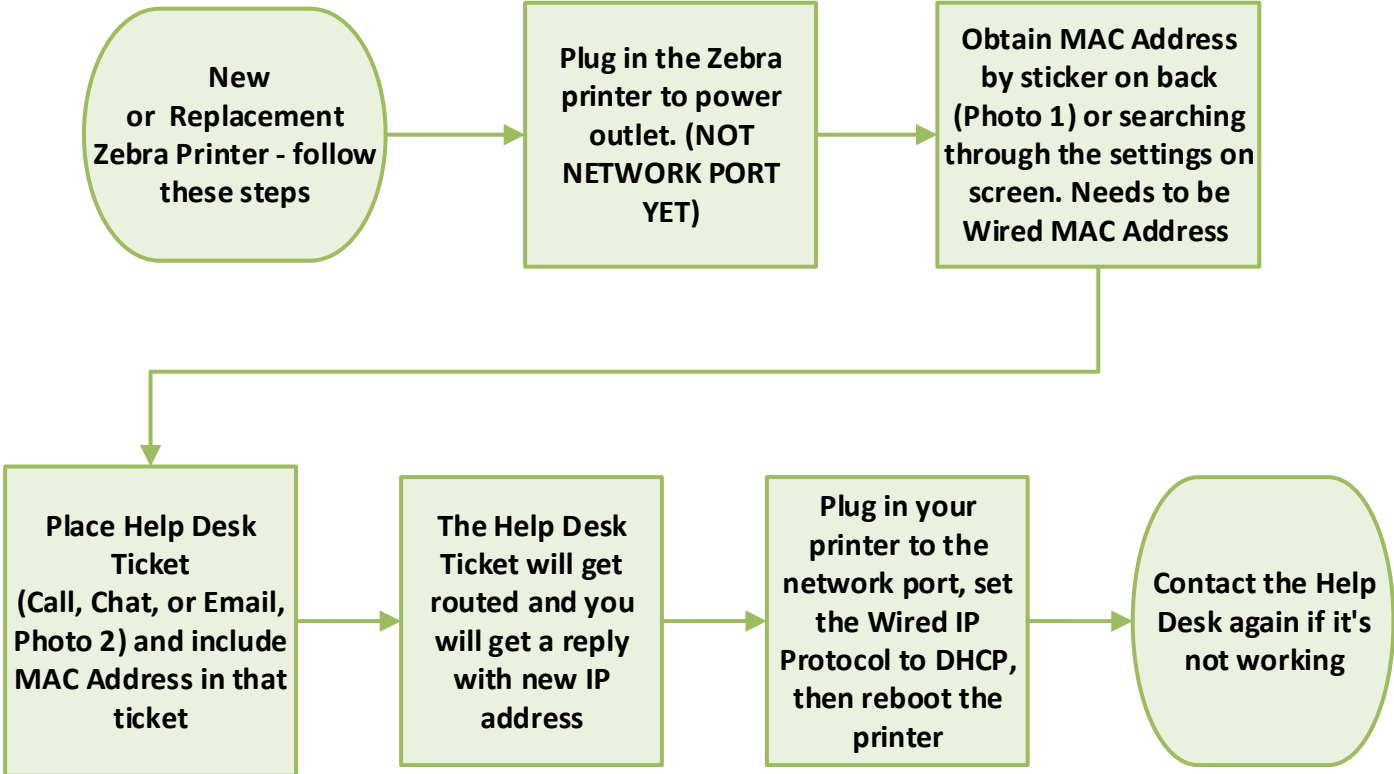 New
or Replacement
Zebra Printer - follow
these steps
Plug in the Zebra
printer to power
outlet. (NOT
NETWORK PORT
YET)
Obtain MAC Address
by sticker on back
(Photo 1) or searching
through the settings on
screen. Needs to be
Wired MAC Address
Place Help Desk
Ticket
(Call, Chat, or Email,
Photo 2) and include
MAC Address in that
ticket
The Help Desk
Ticket will get
routed and you
will get a reply
with new IP
address
Plug in your
printer to the
network port, set
the Wired IP
Protocol to DHCP,
then reboot the
printer
Contact the Help
Desk again if it's
not working